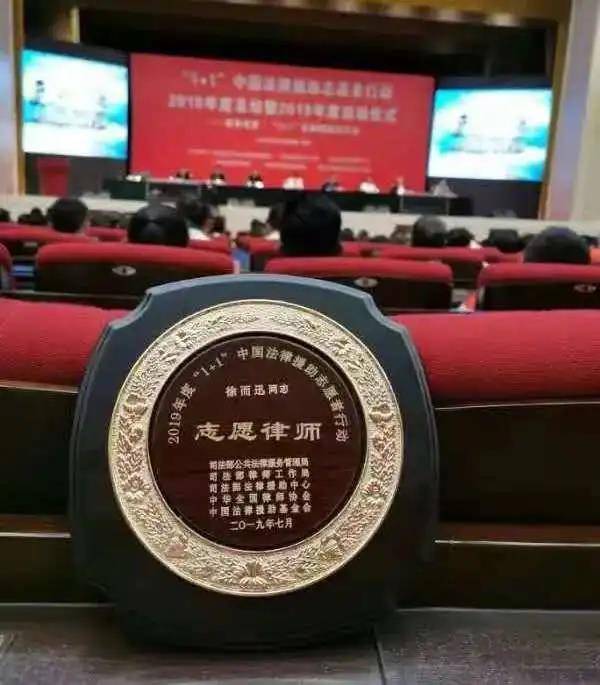 "1+1" 中国法律援助志愿者行动
2018年度总结暨2019年度启动仪式
2019年度"1+1"中国法律援助志愿者行动
徐而迅同志
志愿律师
司法部公共法律服务管理局
司法部律师工作局
司法部法律援助中心
中华全国律师协会
中国法律援助基金会
二〇一九年七月